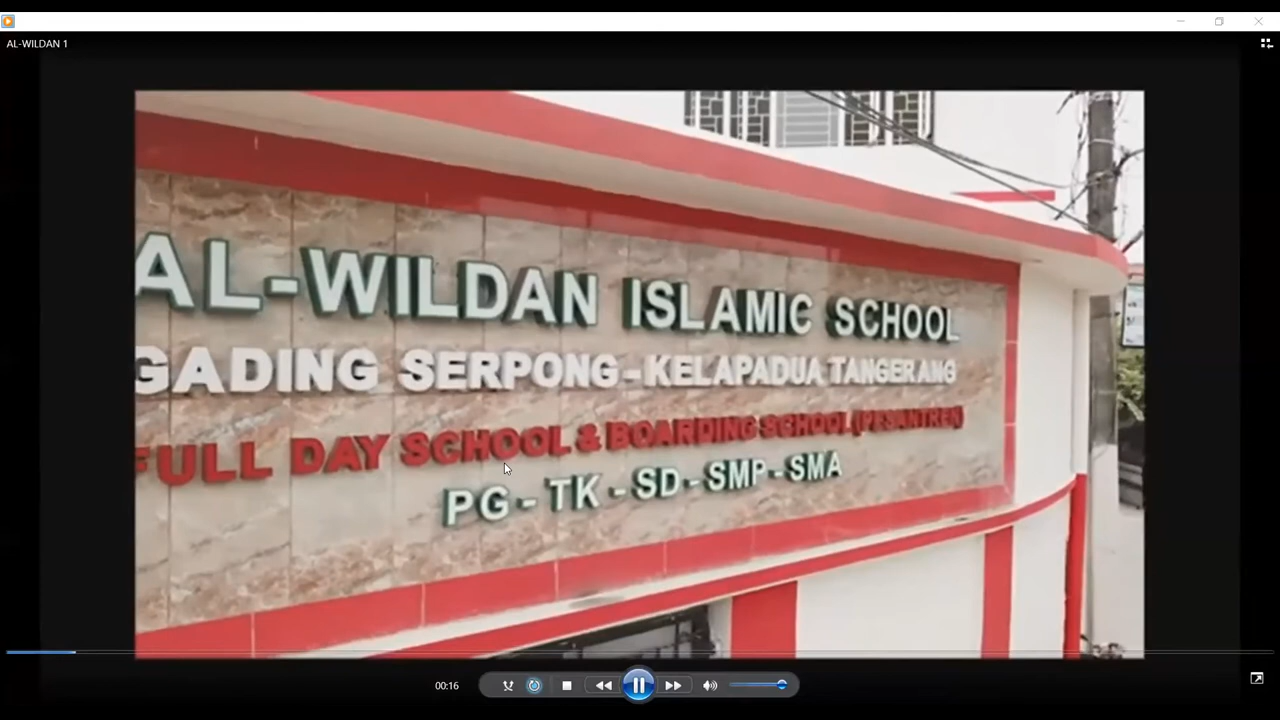 AL-WILDAN 1
AL-WILDAN ISLAMIC SCHOOL
GADING SERPONG-KELAPADUA TANGERANG
FULL DAY SCHOOL & BOARDING SCHOOL (PESANTREN)
PG - TK - SD - SMP - SMA
00:16